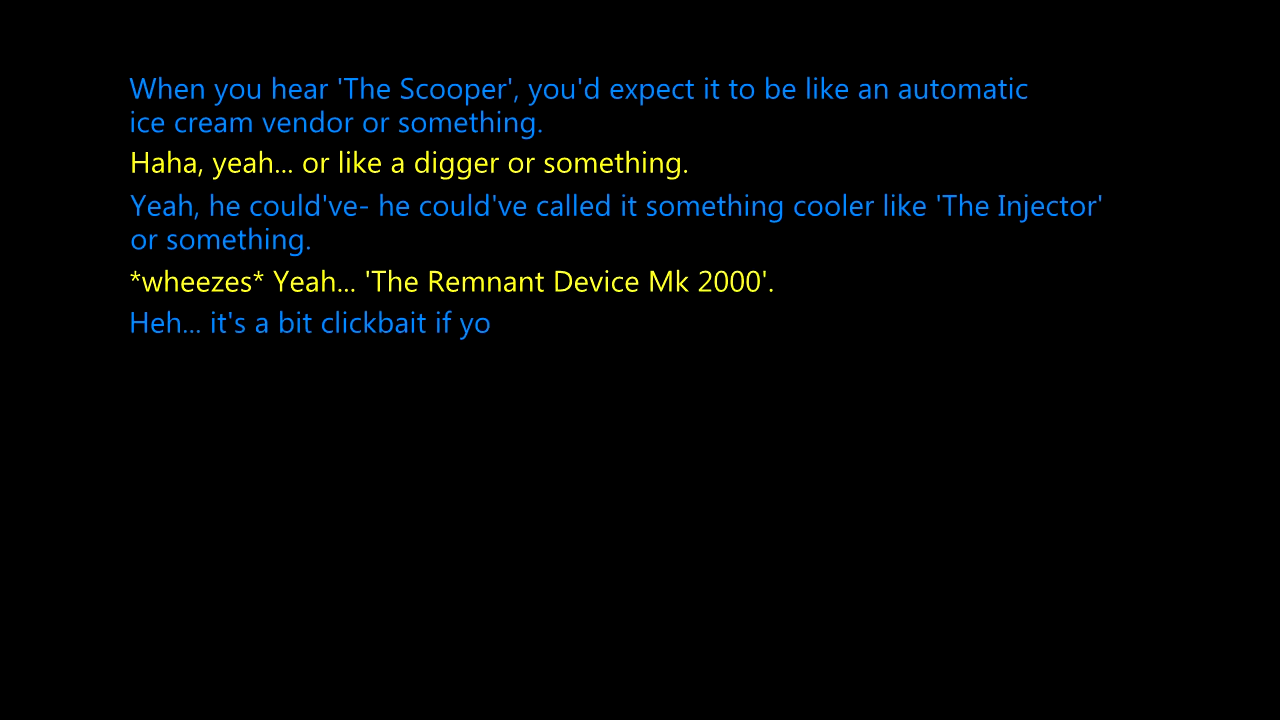 When you hear 'The Scooper', you'd expect it to be like an automatic
ice cream vendor or something.
Haha, yeah... or like a digger or something.
Yeah, he could've- he could've called it something cooler like 'The Injector'
or something.
*wheezes* Yeah... 'The Remnant Device Mk 2000'.
Heh... it's a bit clickbait if yo